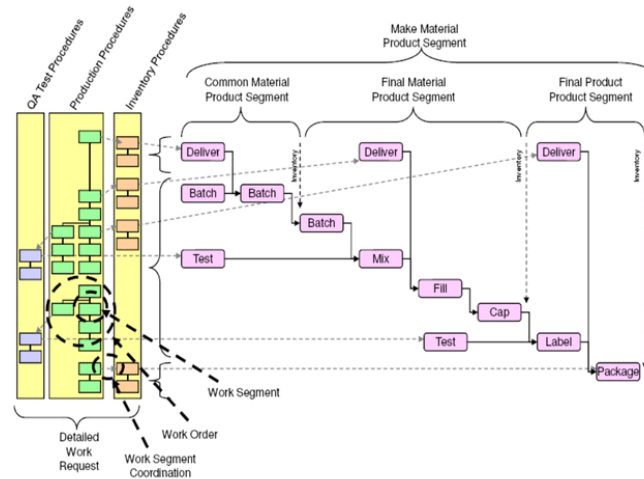 QA Test Procedures
Production Procedures
Inventory Procedures
Make Material
Product Segment
Common Material
Product Segment
Final Material
Product Segment
Final Product
Product Segment
Inventory
Inventory
Inventory
Deliver
Deliver
Deliver
Batch
Batch
Batch
Test
Mix
Fill
Cap
Test
Label
Package
Work Segment
Work Order
Work Segment
Coordination
Detailed
Work
Request